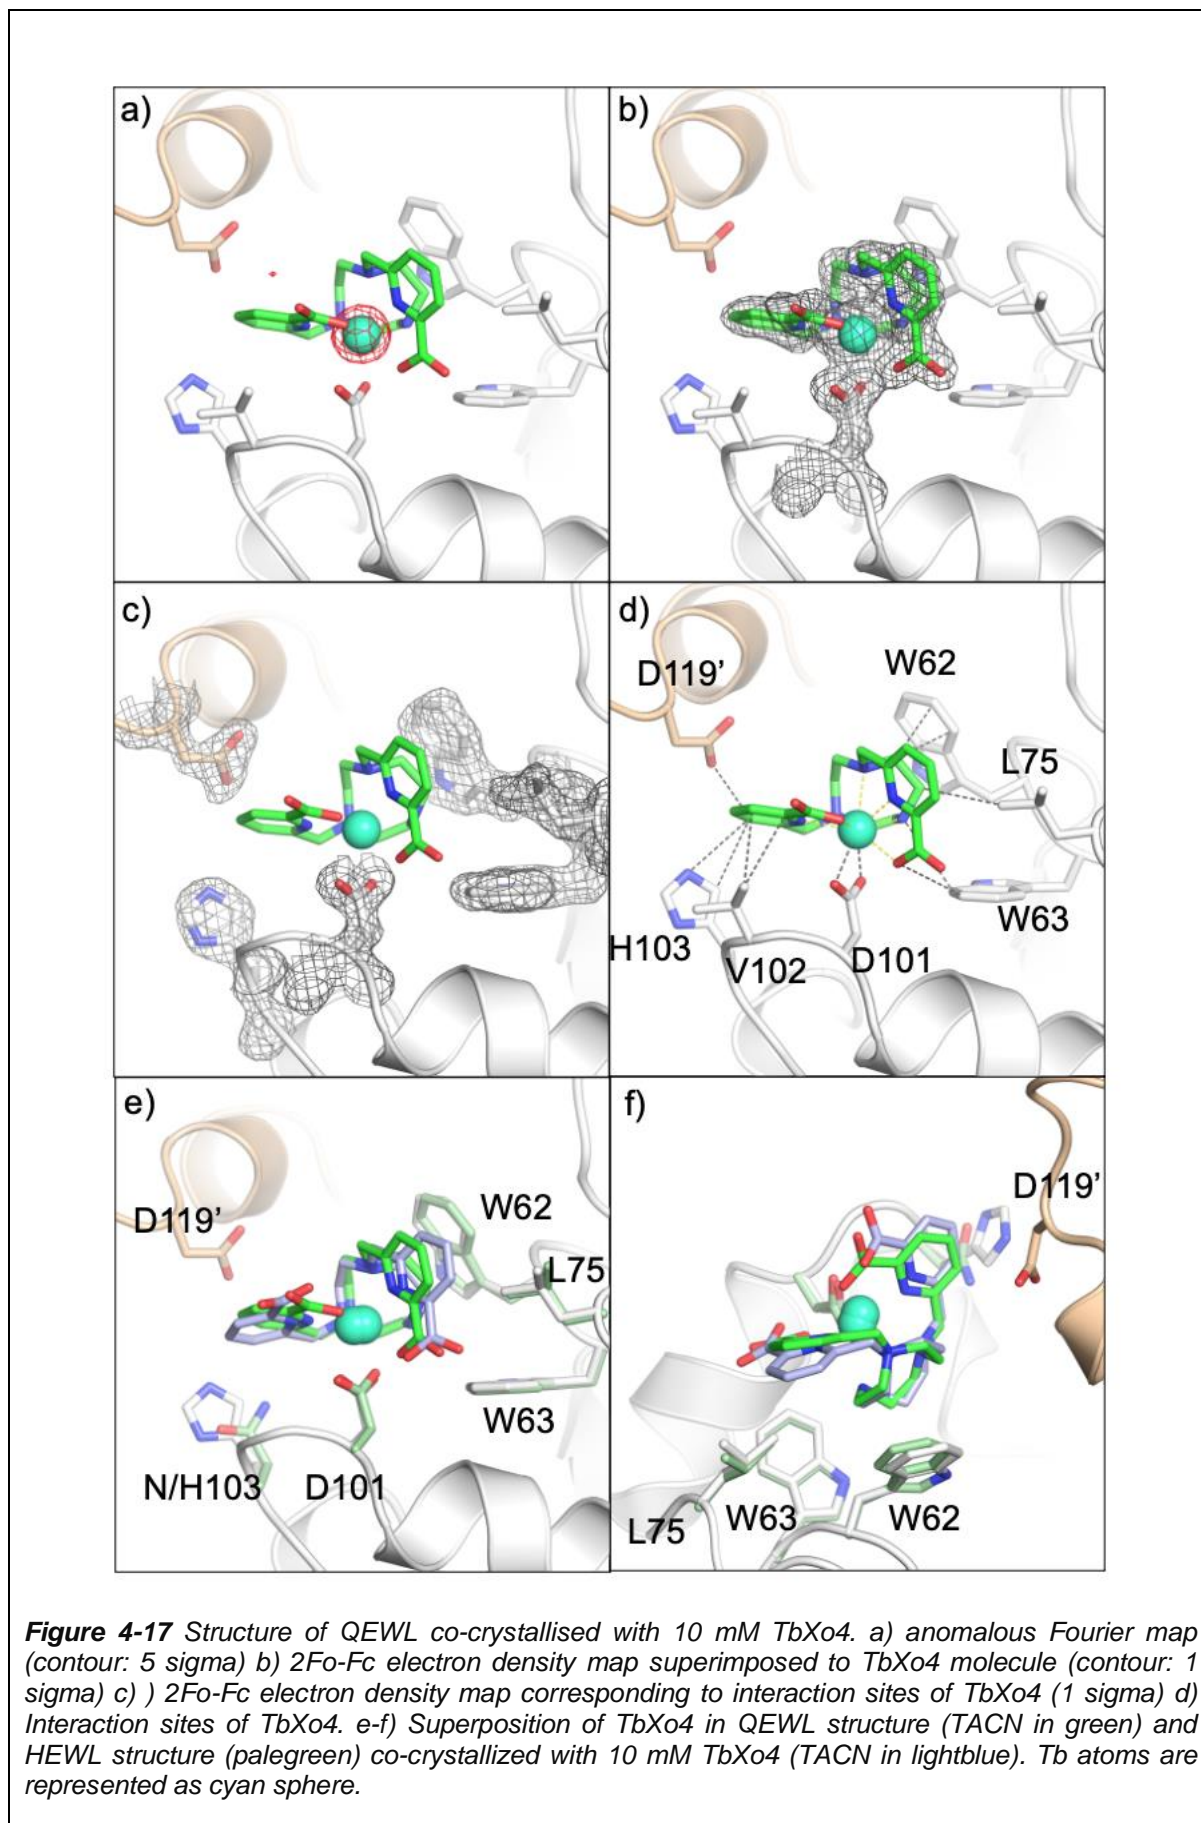 a)
b)
c)
d)
D119’
W62
L75
H103
V102
D101
W63
e)
D119’
W62
L75
W63
N/H103
D101
f)
D119’
L75
W63
W62
Figure 4-17 Structure of QEWL co-crystallised with 10 mM TbXo4. a) anomalous Fourier map
(contour: 5 sigma) b) 2Fo-Fc electron density map superimposed to TbXo4 molecule (contour: 1
sigma) c) ) 2Fo-Fc electron density map corresponding to interaction sites of TbXo4 (1 sigma) d)
Interaction sites of TbXo4. e-f) Superposition of TbXo4 in QEWL structure (TACN in green) and
HEWL structure (palegreen) co-crystallized with 10 mM TbXo4 (TACN in lightblue). Tb atoms are
represented as cyan sphere.